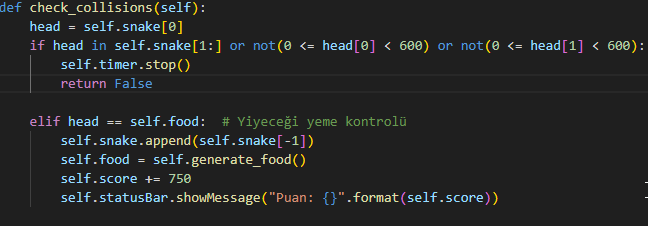 def check_collisions(self):
    head = self.snake[0]
    if head in self.snake[1:] or not(0 <= head[0] < 600) or not(0 <= head[1] < 600):
        self.timer.stop()
        return False

    elif head == self.food:  # Yiyeceği yeme kontrolü
        self.snake.append(self.snake[-1])
        self.food = self.generate_food()
        self.score += 750
        self.statusBar.showMessage("Puan: {}".format(self.score))